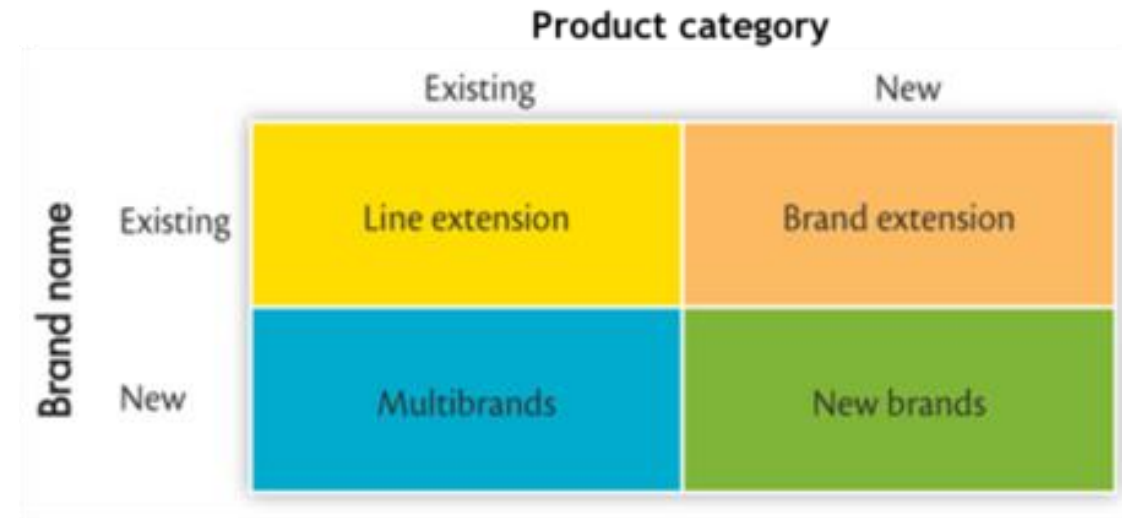 Product category
Existing New
Brand name
Existing Line extension Brand extension
New Multibrands New brands